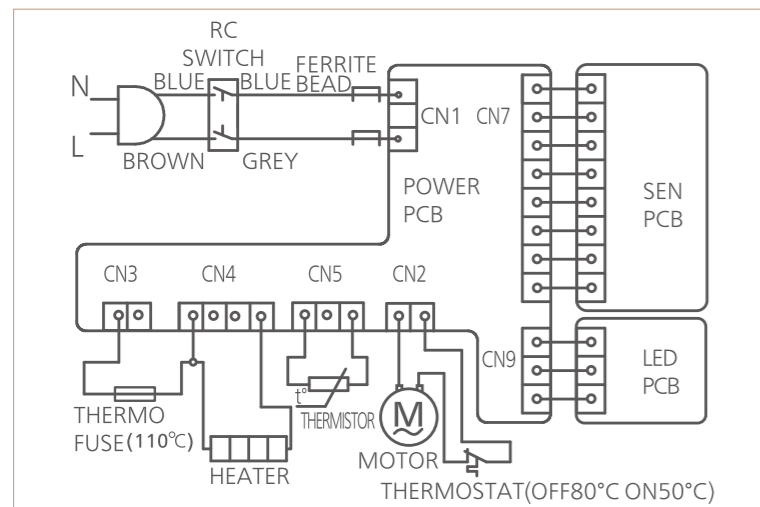 RC
SWITCH
FERRITE
BEAD
N
BLUE
BLUE
L
BROWN
GREY
CN1
CN7
POWER
PCB
SEN
PCB
CN3
CN4
CN5
CN2
CN9
LED
PCB
t°
THERMISTOR
M
THERMO
FUSE(110℃)
HEATER
MOTOR
THERMOSTAT(OFF80°C ON50°C)